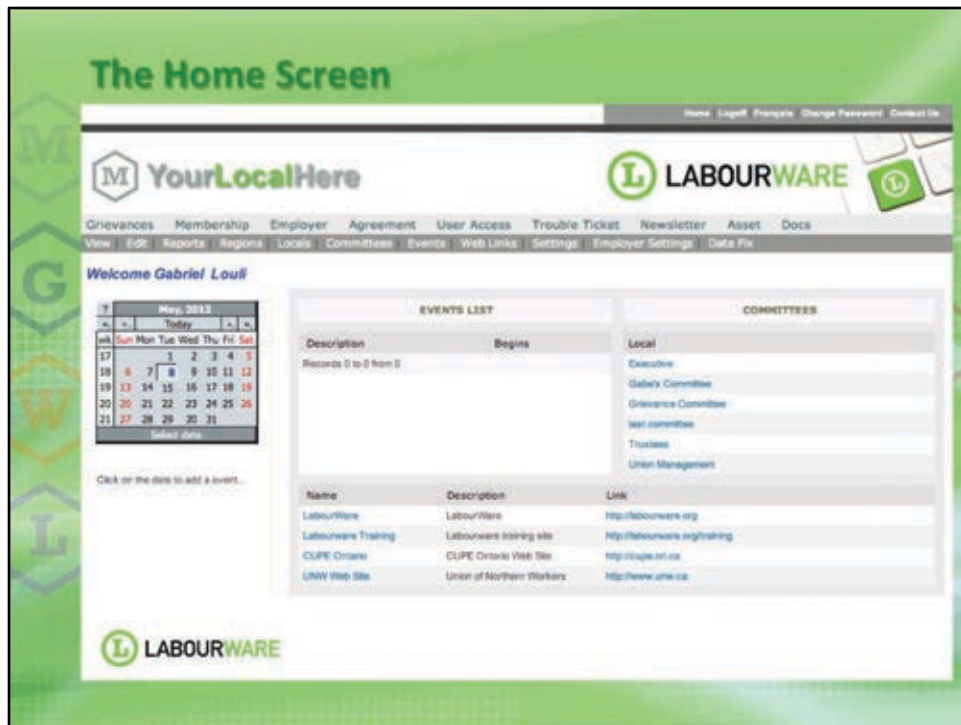 The Home Screen
Home Logoff Français Change Password Contact Us
M YourLocalHere L LABOURWARE L
Grievances Membership Employer Agreement User Access Trouble Ticket Newsletter Asset Docs
View Edit Reports Regions Locals Committees Events Web Links Settings Employer Settings Data Fix
Welcome Gabriel Louli
? May, 2012
« ‹ Today › »
wk Sun Mon Tue Wed Thu Fri Sat
17 1 2 3 4 5
18 6 7 8 9 10 11 12
19 13 14 15 16 17 18 19
20 20 21 22 23 24 25 26
21 27 28 29 30 31
Select date
Click on the date to add a event...
EVENTS LIST
Description Begins
Records 0 to 0 from 0
COMMITTEES
Local
Executive
Gabe's Committee
Grievance Committee
test committee
Trustees
Union Management
Name Description Link
LabourWare LabourWare http://labourware.org
Labourware Training Labourware training site http://labourware.org/training
CUPE Ontario CUPE Ontario Web Site http://cupe.on.ca
UNW Web Site Union of Northern Workers http://www.unw.ca
L LABOURWARE
M
G
W
L